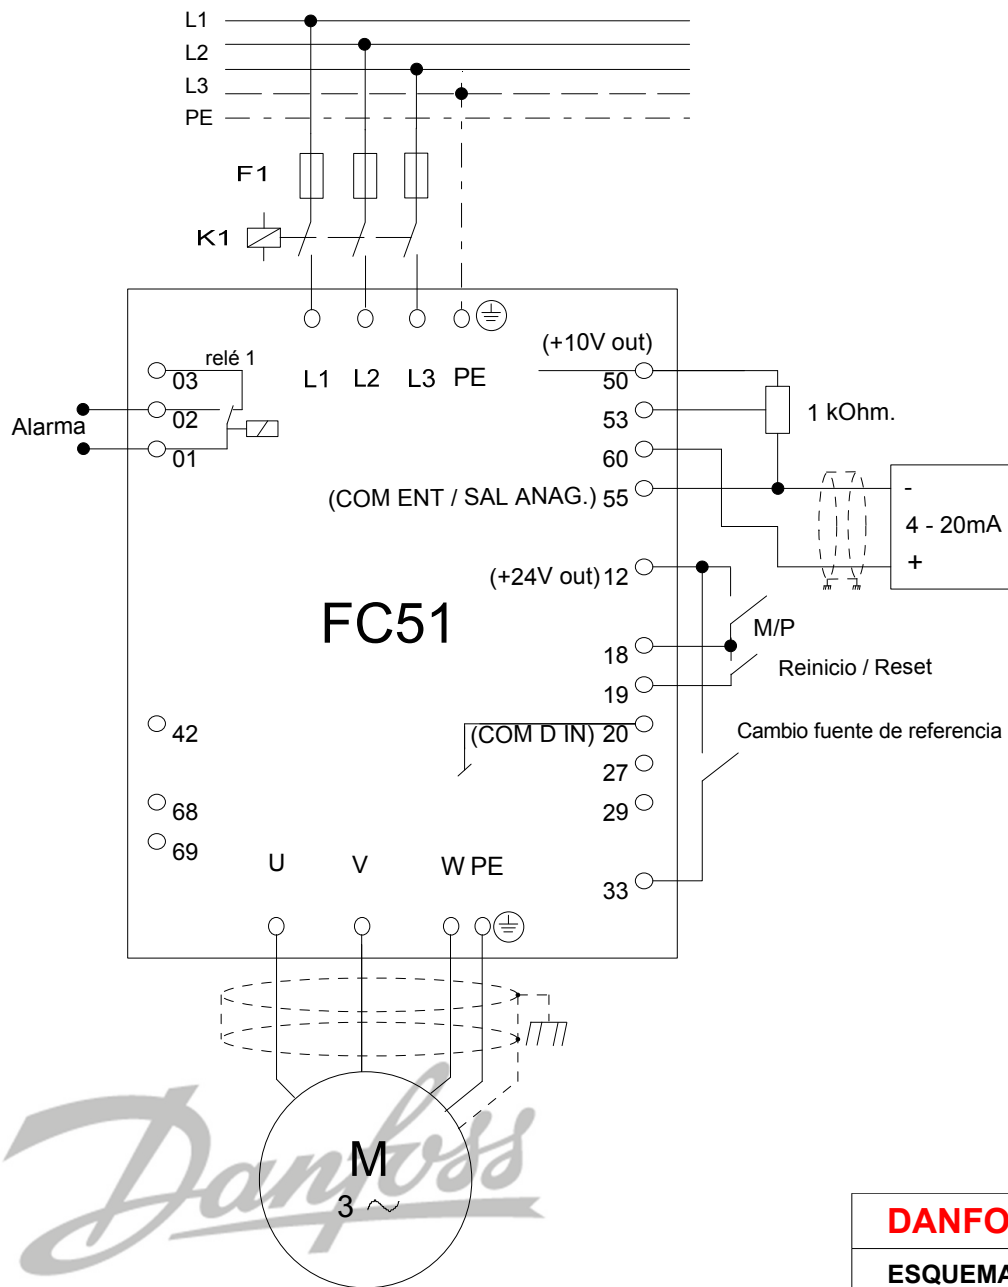 L1
L2
L3
PE
F1
K1
L1 L2 L3 PE
relé 1
03
02
01
Alarma
(+10V out)
50
53
60
(COM ENT / SAL ANAG.) 55
1 kOhm.
-
4 - 20mA
+
(+24V out) 12
FC51
M/P
18
Reinicio / Reset
19
(COM D IN) 20
Cambio fuente de referencia
27
29
33
42
68
69
U V W PE
M
3
Danfoss
DANFO
ESQUEMA